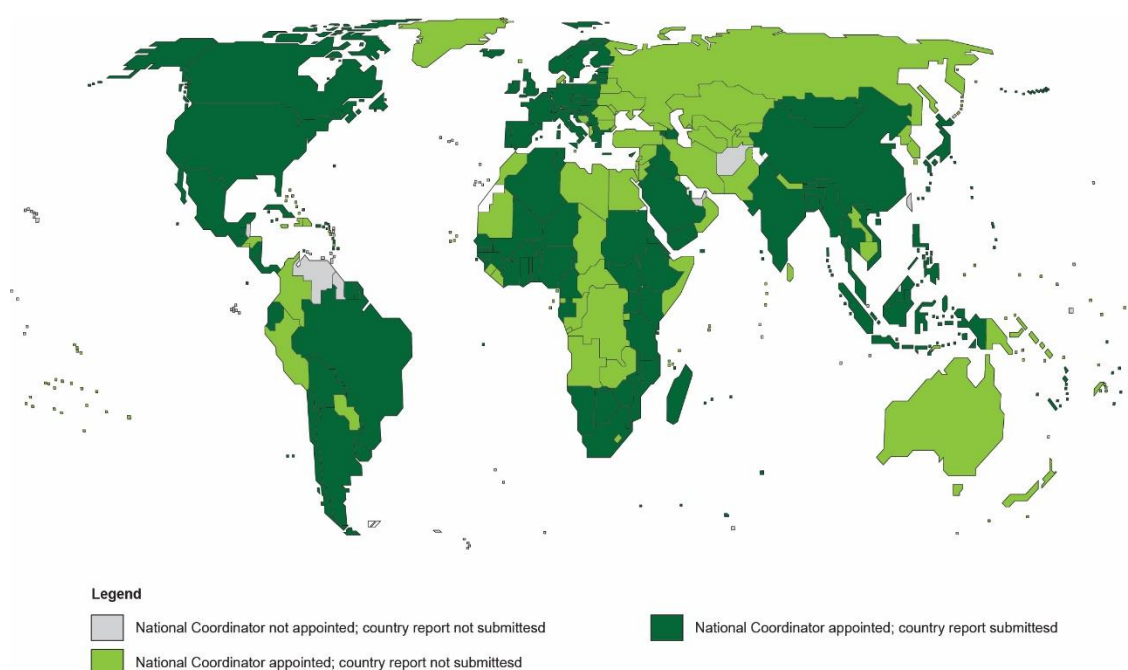 Legend
National Coordinator not appointed; country report not submittesd
National Coordinator appointed; country report submittesd
National Coordinator appointed; country report not submittesd